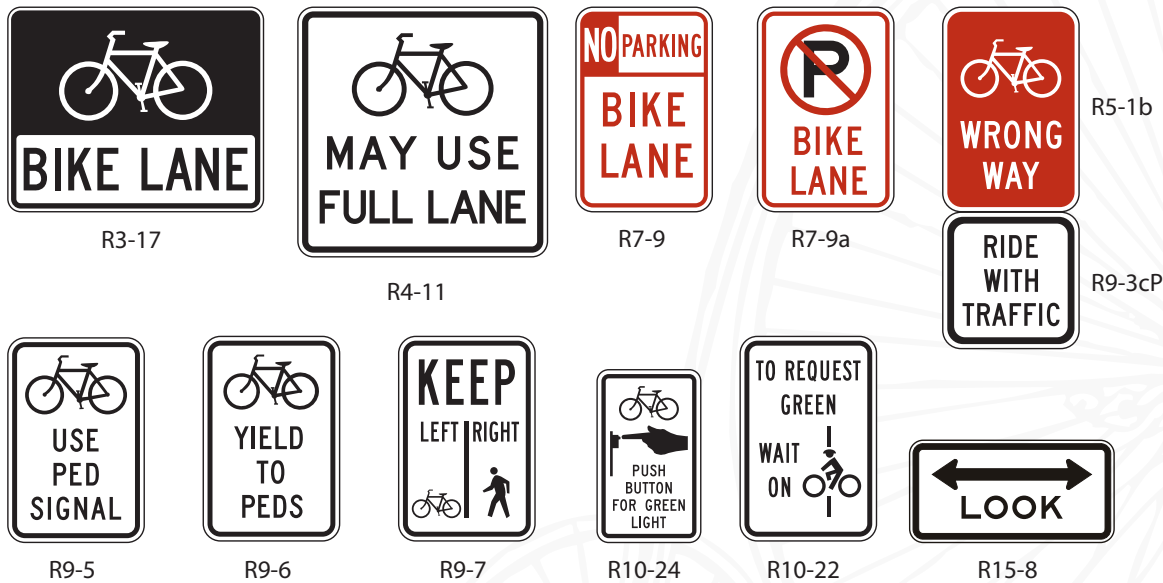 BIKE LANE
R3-17
MAY USE
FULL LANE
R4-11
NO PARKING
BIKE
LANE
R7-9
P
BIKE
LANE
R7-9a
WRONG
WAY
R5-1b
RIDE
WITH
TRAFFIC
R9-3cP
USE
PED
SIGNAL
R9-5
YIELD
TO
PEDS
R9-6
KEEP
LEFT RIGHT
R9-7
PUSH
BUTTON
FOR GREEN
LIGHT
R10-24
TO REQUEST
GREEN
WAIT
ON
R10-22
LOOK
R15-8